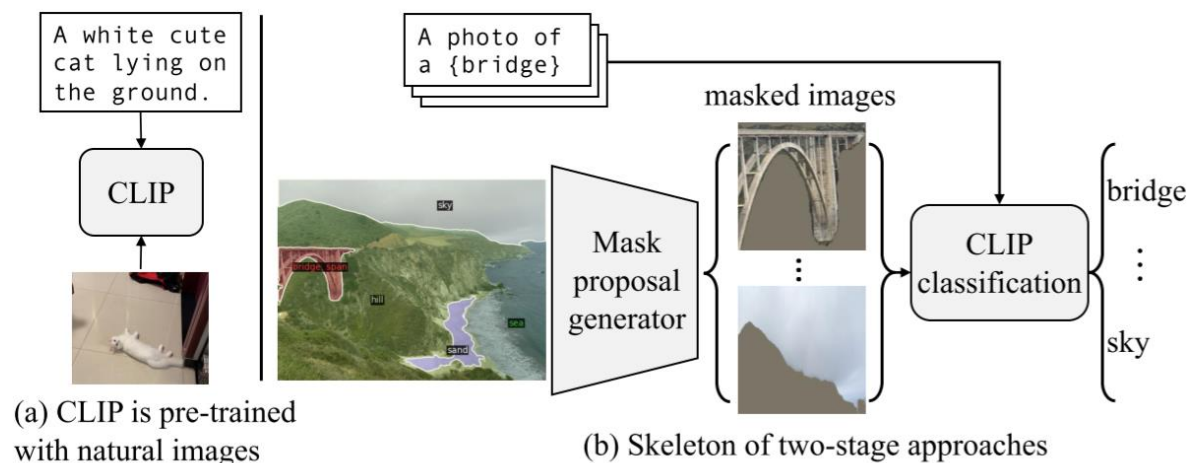 A white cute
cat lying on
the ground.
CLIP
(a) CLIP is pre-trained
with natural images
A photo of
a {bridge}
masked images
sky
bridge, span
hill
sea
sand
Mask
proposal
generator
CLIP
classification
bridge
sky
(b) Skeleton of two-stage approaches